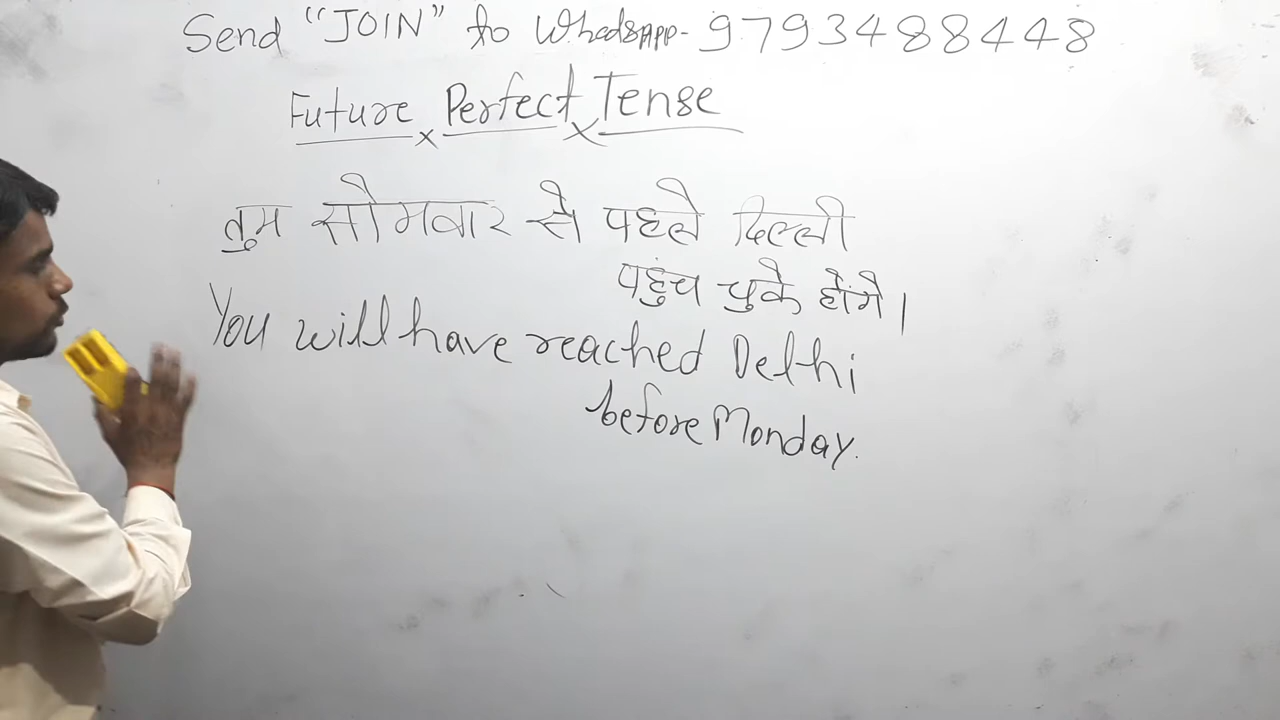 Send "JOIN" to WhatsAPP- 9793488448
Future Perfect Tense
तुम सोमवार से पहले दिल्ली
पहुंच चुके होंगे।
You will have reached Delhi
before Monday.